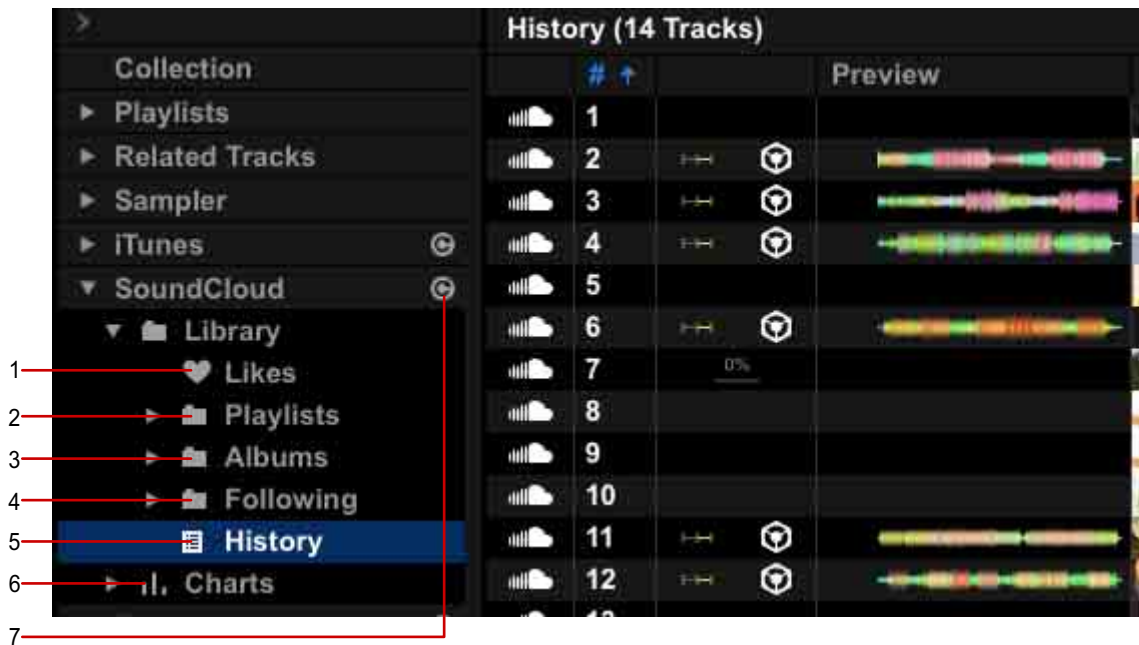 History (14 Tracks)
Collection
# Preview
Playlists
1
Related Tracks
2
Sampler
3
iTunes
4
SoundCloud
5
Library
6
1 Likes
7 0%
2 Playlists
8
3 Albums
9
4 Following
10
5 History
11
6 Charts
12
7